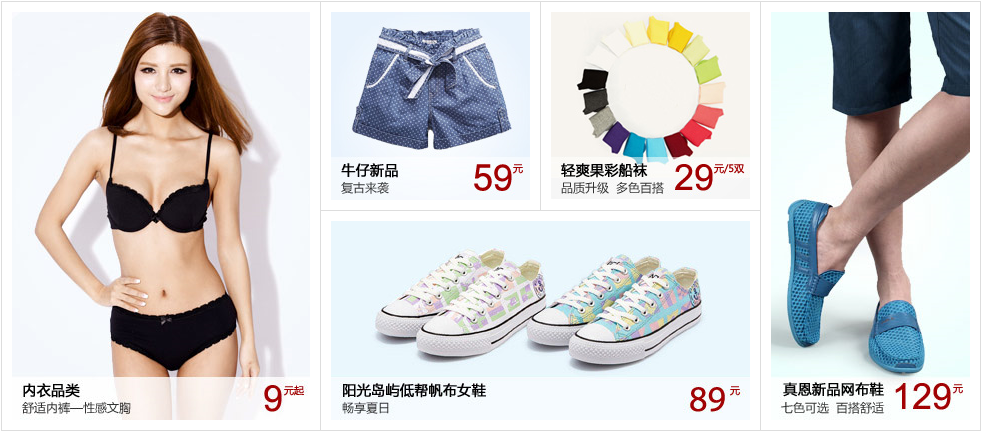 内衣品类
舒适内裤—性感文胸
9元起
牛仔新品
复古来袭
59元
轻爽果彩船袜
品质升级 多色百搭
29元/5双
阳光岛屿低帮帆布女鞋
畅享夏日
89元
真恩新品网布鞋
七色可选 百搭舒适
129元